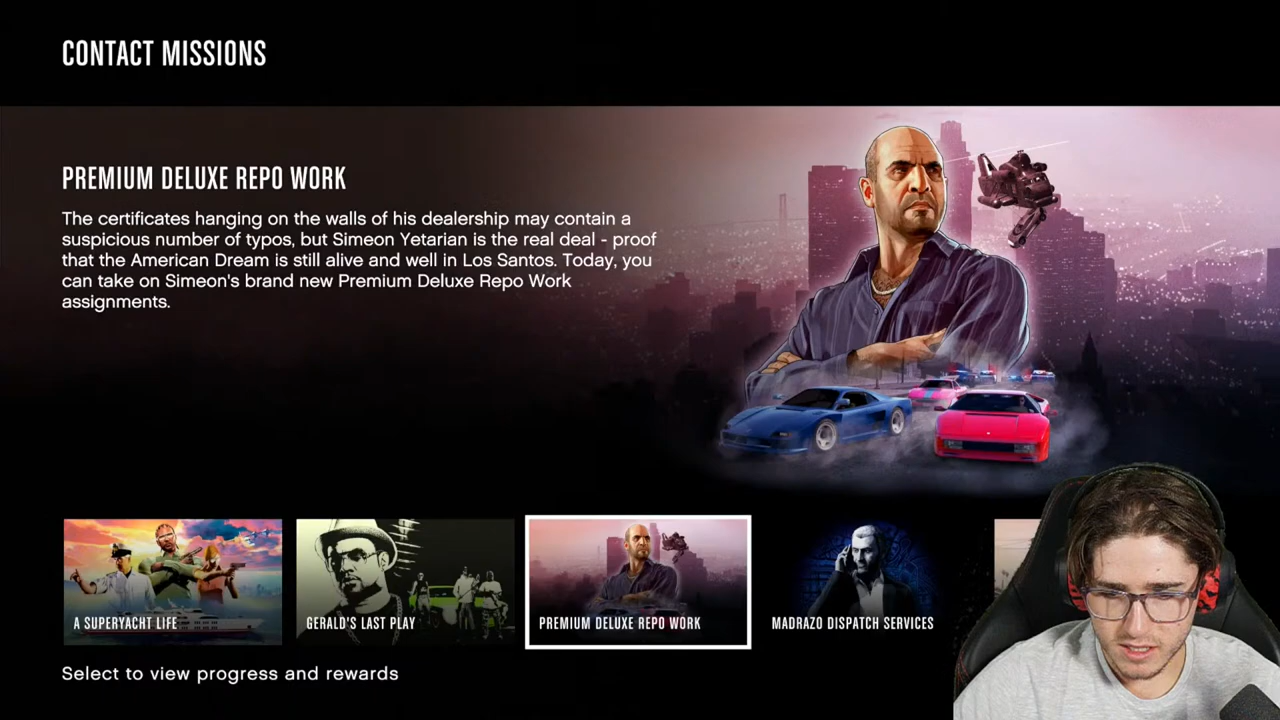 CONTACT MISSIONS
PREMIUM DELUXE REPO WORK
The certificates hanging on the walls of his dealership may contain a
suspicious number of typos, but Simeon Yetarian is the real deal - proof
that the American Dream is still alive and well in Los Santos. Today, you
can take on Simeon's brand new Premium Deluxe Repo Work
assignments.
A SUPERYACHT LIFE
GERALD'S LAST PLAY
PREMIUM DELUXE REPO WORK
MADRAZO DISPATCH SERVICES
Select to view progress and rewards